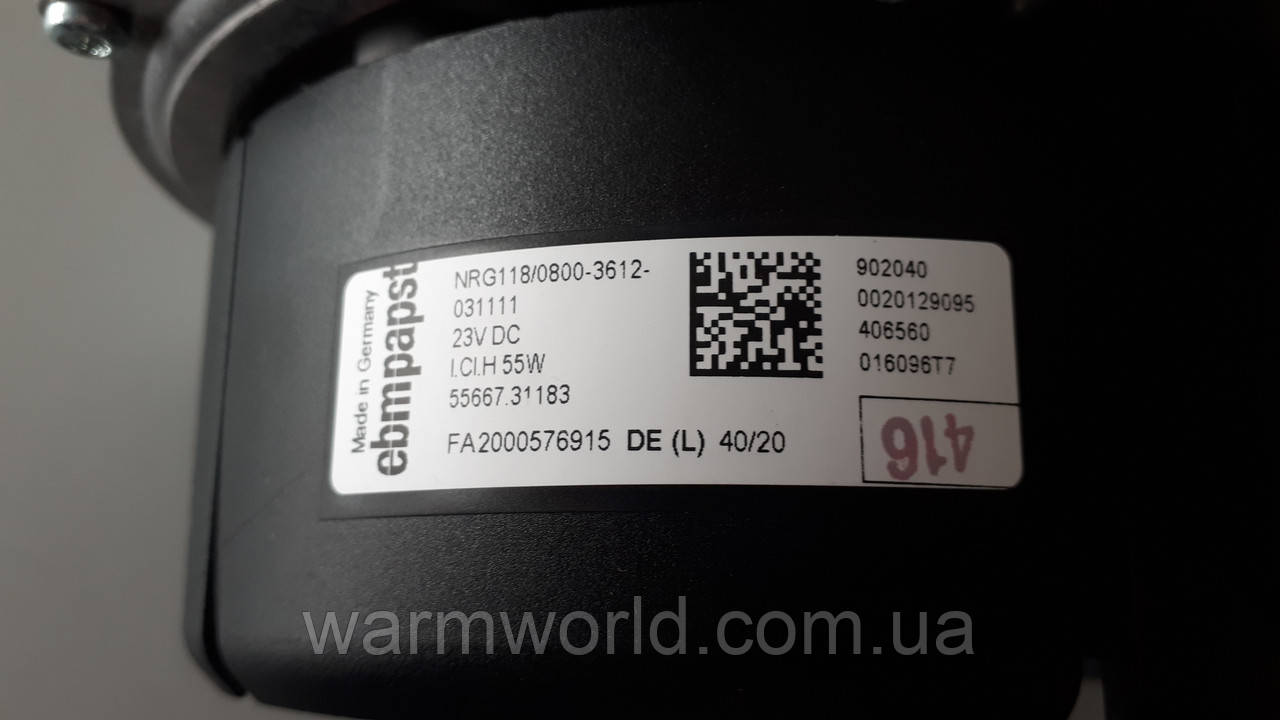 Made in Germany
ebmpapst
NRG118/0800-3612-
031111
23V DC
I.Cl.H 55W
55667.31183
FA2000576915 DE (L) 40/20
902040
0020129095
406560
016096T7
416
warmworld.com.ua